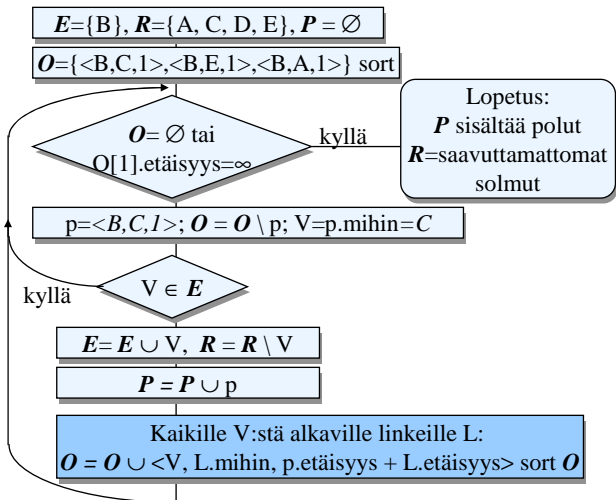 E={B}, R={A, C, D, E}, P = ∅
O={<B,C,1>,<B,E,1>,<B,A,1>} sort
O= ∅ tai
O[1].etäisyys=∞
kyllä
Lopetus:
P sisältää polut
R=saavuttamattomat
solmut
p=<B,C,1>; O = O \ p; V=p.mihin=C
V ∈ E
kyllä
E= E ∪ V, R = R \ V
P = P ∪ p
Kaikille V:stä alkaville linkeille L:
O = O ∪ <V, L.mihin, p.etäisyys + L.etäisyys> sort O